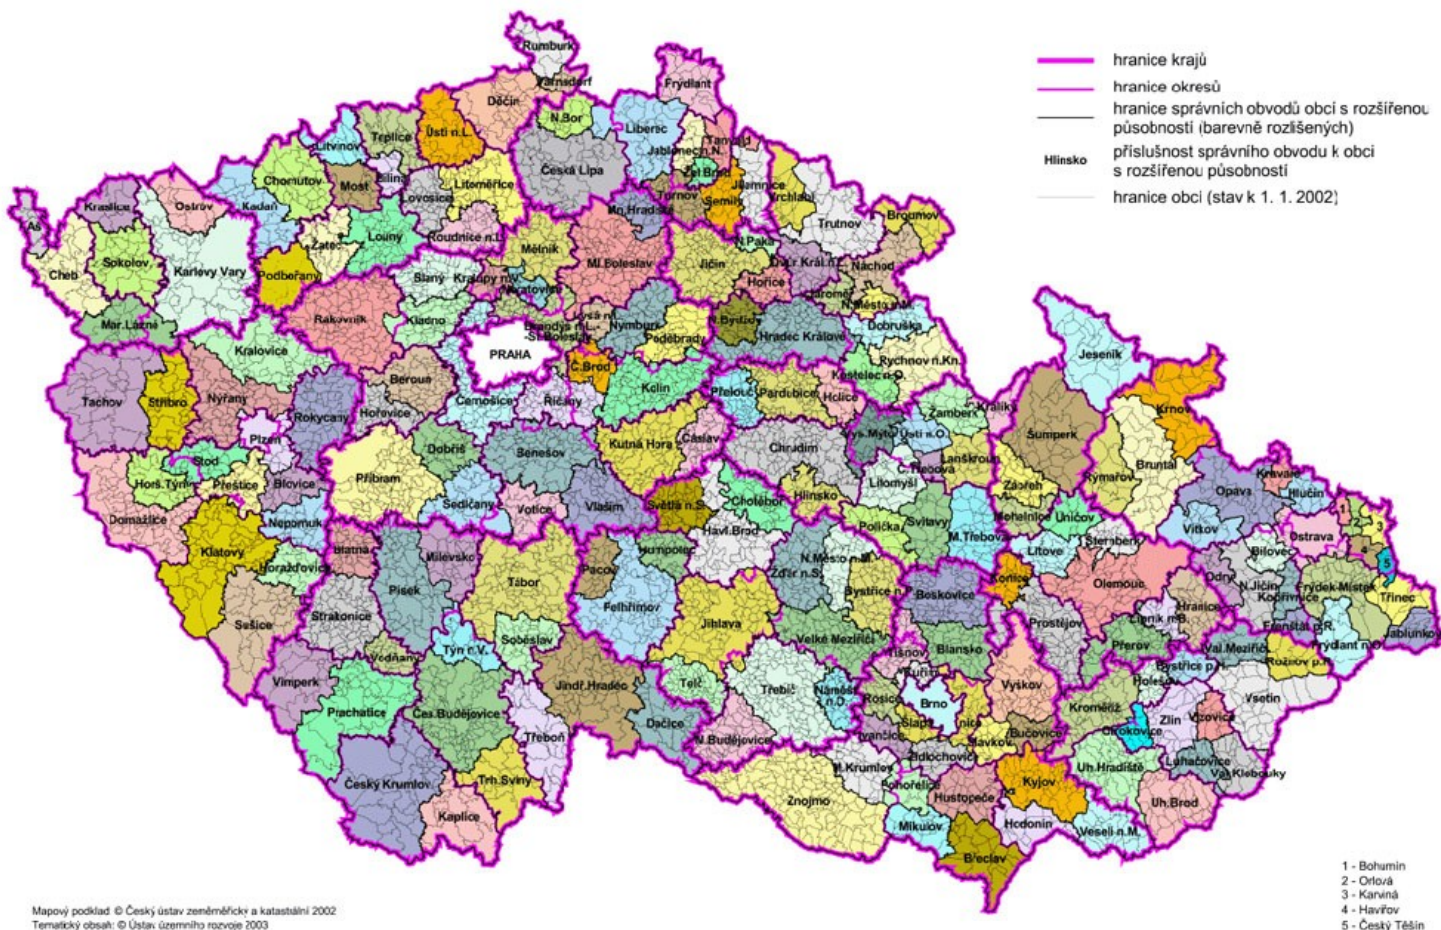 hranice krajů
hranice okresů
hranice správních obvodů obcí s rozšířenou
působností (barevně rozlišených)
Hlinsko
příslušnost správního obvodu k obci
s rozšířenou působností
hranice obcí (stav k 1. 1. 2002)
Rumburk
Varnsdorf
Frýdlant
Děčín
N.Bor
Liberec
Ústí n.L.
Teplice
Litvínov
Jablonec n.N.
Žel.Brod
Česká Lípa
Chomutov
Most
Bílina
Litoměřice
Lovosice
Turnov
Semily
Jilemnice
Vrchlabí
Trutnov
Broumov
Kraslice
Ostrov
Kadaň
Aš
Mn.Hradiště
Louny
Žatec
Roudnice n.L.
Mělník
Ml.Boleslav
Jičín
N.Paka
Dvůr Král.n.L.
Náchod
Cheb
Sokolov
Karlovy Vary
Podbořany
Slaný
Kralupy n.V.
Hořice
N.Město n.M.
Mar.Lázně
Rakovník
Kladno
Lysá n.L.
Nymburk
Poděbrady
N.Bydžov
Hradec Králové
Dobruška
Kralovice
PRAHA
Č.Brod
Rychnov n.Kn.
Kostelec n.O.
Jeseník
Tachov
Stříbro
Nýřany
Rokycany
Beroun
Hořovice
Černošice
Říčany
Kolín
Přelouč
Pardubice
Holice
Žamberk
Králíky
Krnov
Plzeň
Dobříš
Benešov
Kutná Hora
Čáslav
Chrudim
Vys.Mýto
Ústí n.O.
Lanškroun
Č.Třebová
Šumperk
Stod
Horš.Týn
Přeštice
Blovice
Příbram
Sedlčany
Votice
Vlašim
Světlá n.S.
Chotěboř
Hlinsko
Litomyšl
Zábřeh
Rýmařov
Bruntál
Opava
Kravaře
Hlučín
Domažlice
Nepomuk
Klatovy
Horažďovice
Blatná
Milevsko
Tábor
Pacov
Humpolec
Havl.Brod
Polička
Svitavy
M.Třebová
Mohelnice
Uničov
Šternberk
Litovel
Vítkov
Bílovec
Ostrava
1
2
3
4
5
Sušice
Strakonice
Písek
Soběslav
Pelhřimov
Jihlava
Žďár n.S.
N.Město n.M.
Bystřice n.P.
Boskovice
Konice
Olomouc
Odry
N.Jičín
Kopřivnice
Frýdek-Místek
Třinec
Jablunkov
Vimperk
Vodňany
Týn n.V.
Velké Meziříčí
Tišnov
Blansko
Prostějov
Přerov
Lipník n.B.
Hranice
Frenštát p.R.
Frýdlant n.O.
Val.Meziříčí
Rožnov p.R.
Prachatice
Čes.Budějovice
Jindř.Hradec
Telč
Třebíč
Náměšť n.O.
Rosice
Kuřim
Brno
Vyškov
Bystřice p.H.
Holešov
Vsetín
Třeboň
Dačice
M.Budějovice
Ivančice
Slavkov
Bučovice
Kroměříž
Otrokovice
Zlín
Vizovice
Český Krumlov
Trh.Sviny
Kaplice
Znojmo
M.Krumlov
Židlochovice
Pohořelice
Hustopeče
Kyjov
Uh.Hradiště
Luhačovice
Val.Klobouky
Uh.Brod
Mikulov
Hodonín
Veselí n.M.
Břeclav
1 - Bohumín
2 - Orlová
3 - Karviná
4 - Havířov
5 - Český Těšín
Mapový podklad © Český ústav zeměměřický a katastrální 2002
Tematický obsah: © Ústav územního rozvoje 2003